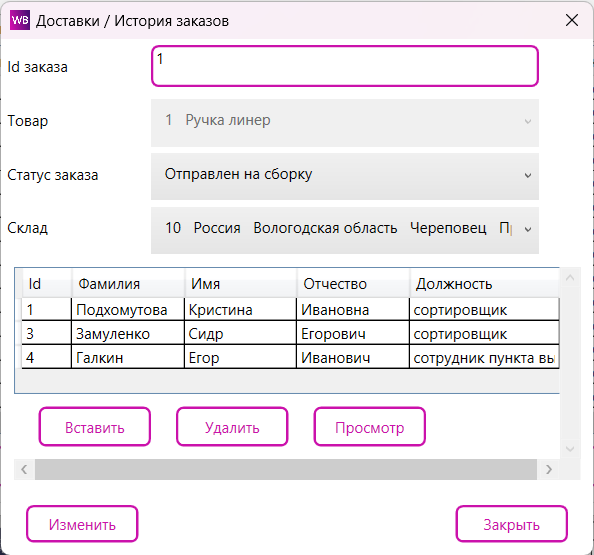 WB Доставки / История заказов
Id заказа 1
Товар 1 Ручка линер
Статус заказа Отправлен на сборку
Склад 10 Россия Вологодская область Череповец
Id Фамилия Имя Отчество Должность
1 Подхомутова Кристина Ивановна сортировщик
3 Замуленко Сидр Егорович сортировщик
4 Галкин Егор Иванович сотрудник пункта вы
Вставить Удалить Просмотр
Изменить Закрыть